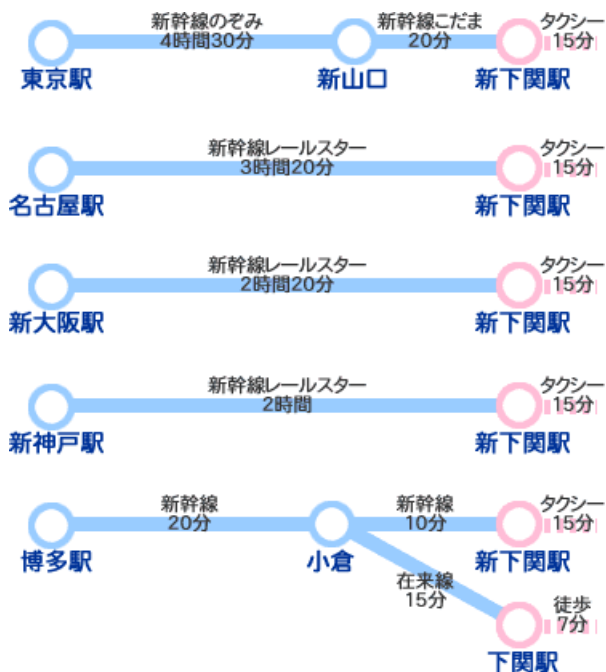 新幹線のぞみ
4時間30分
新幹線こだま
20分
タクシー
15分
東京駅
新山口
新下関駅
新幹線レールスター
3時間20分
タクシー
15分
名古屋駅
新下関駅
新幹線レールスター
2時間20分
タクシー
15分
新大阪駅
新下関駅
新幹線レールスター
2時間
タクシー
15分
新神戸駅
新下関駅
新幹線
20分
新幹線
10分
タクシー
15分
博多駅
小倉
新下関駅
在来線
15分
徒歩
7分
下関駅